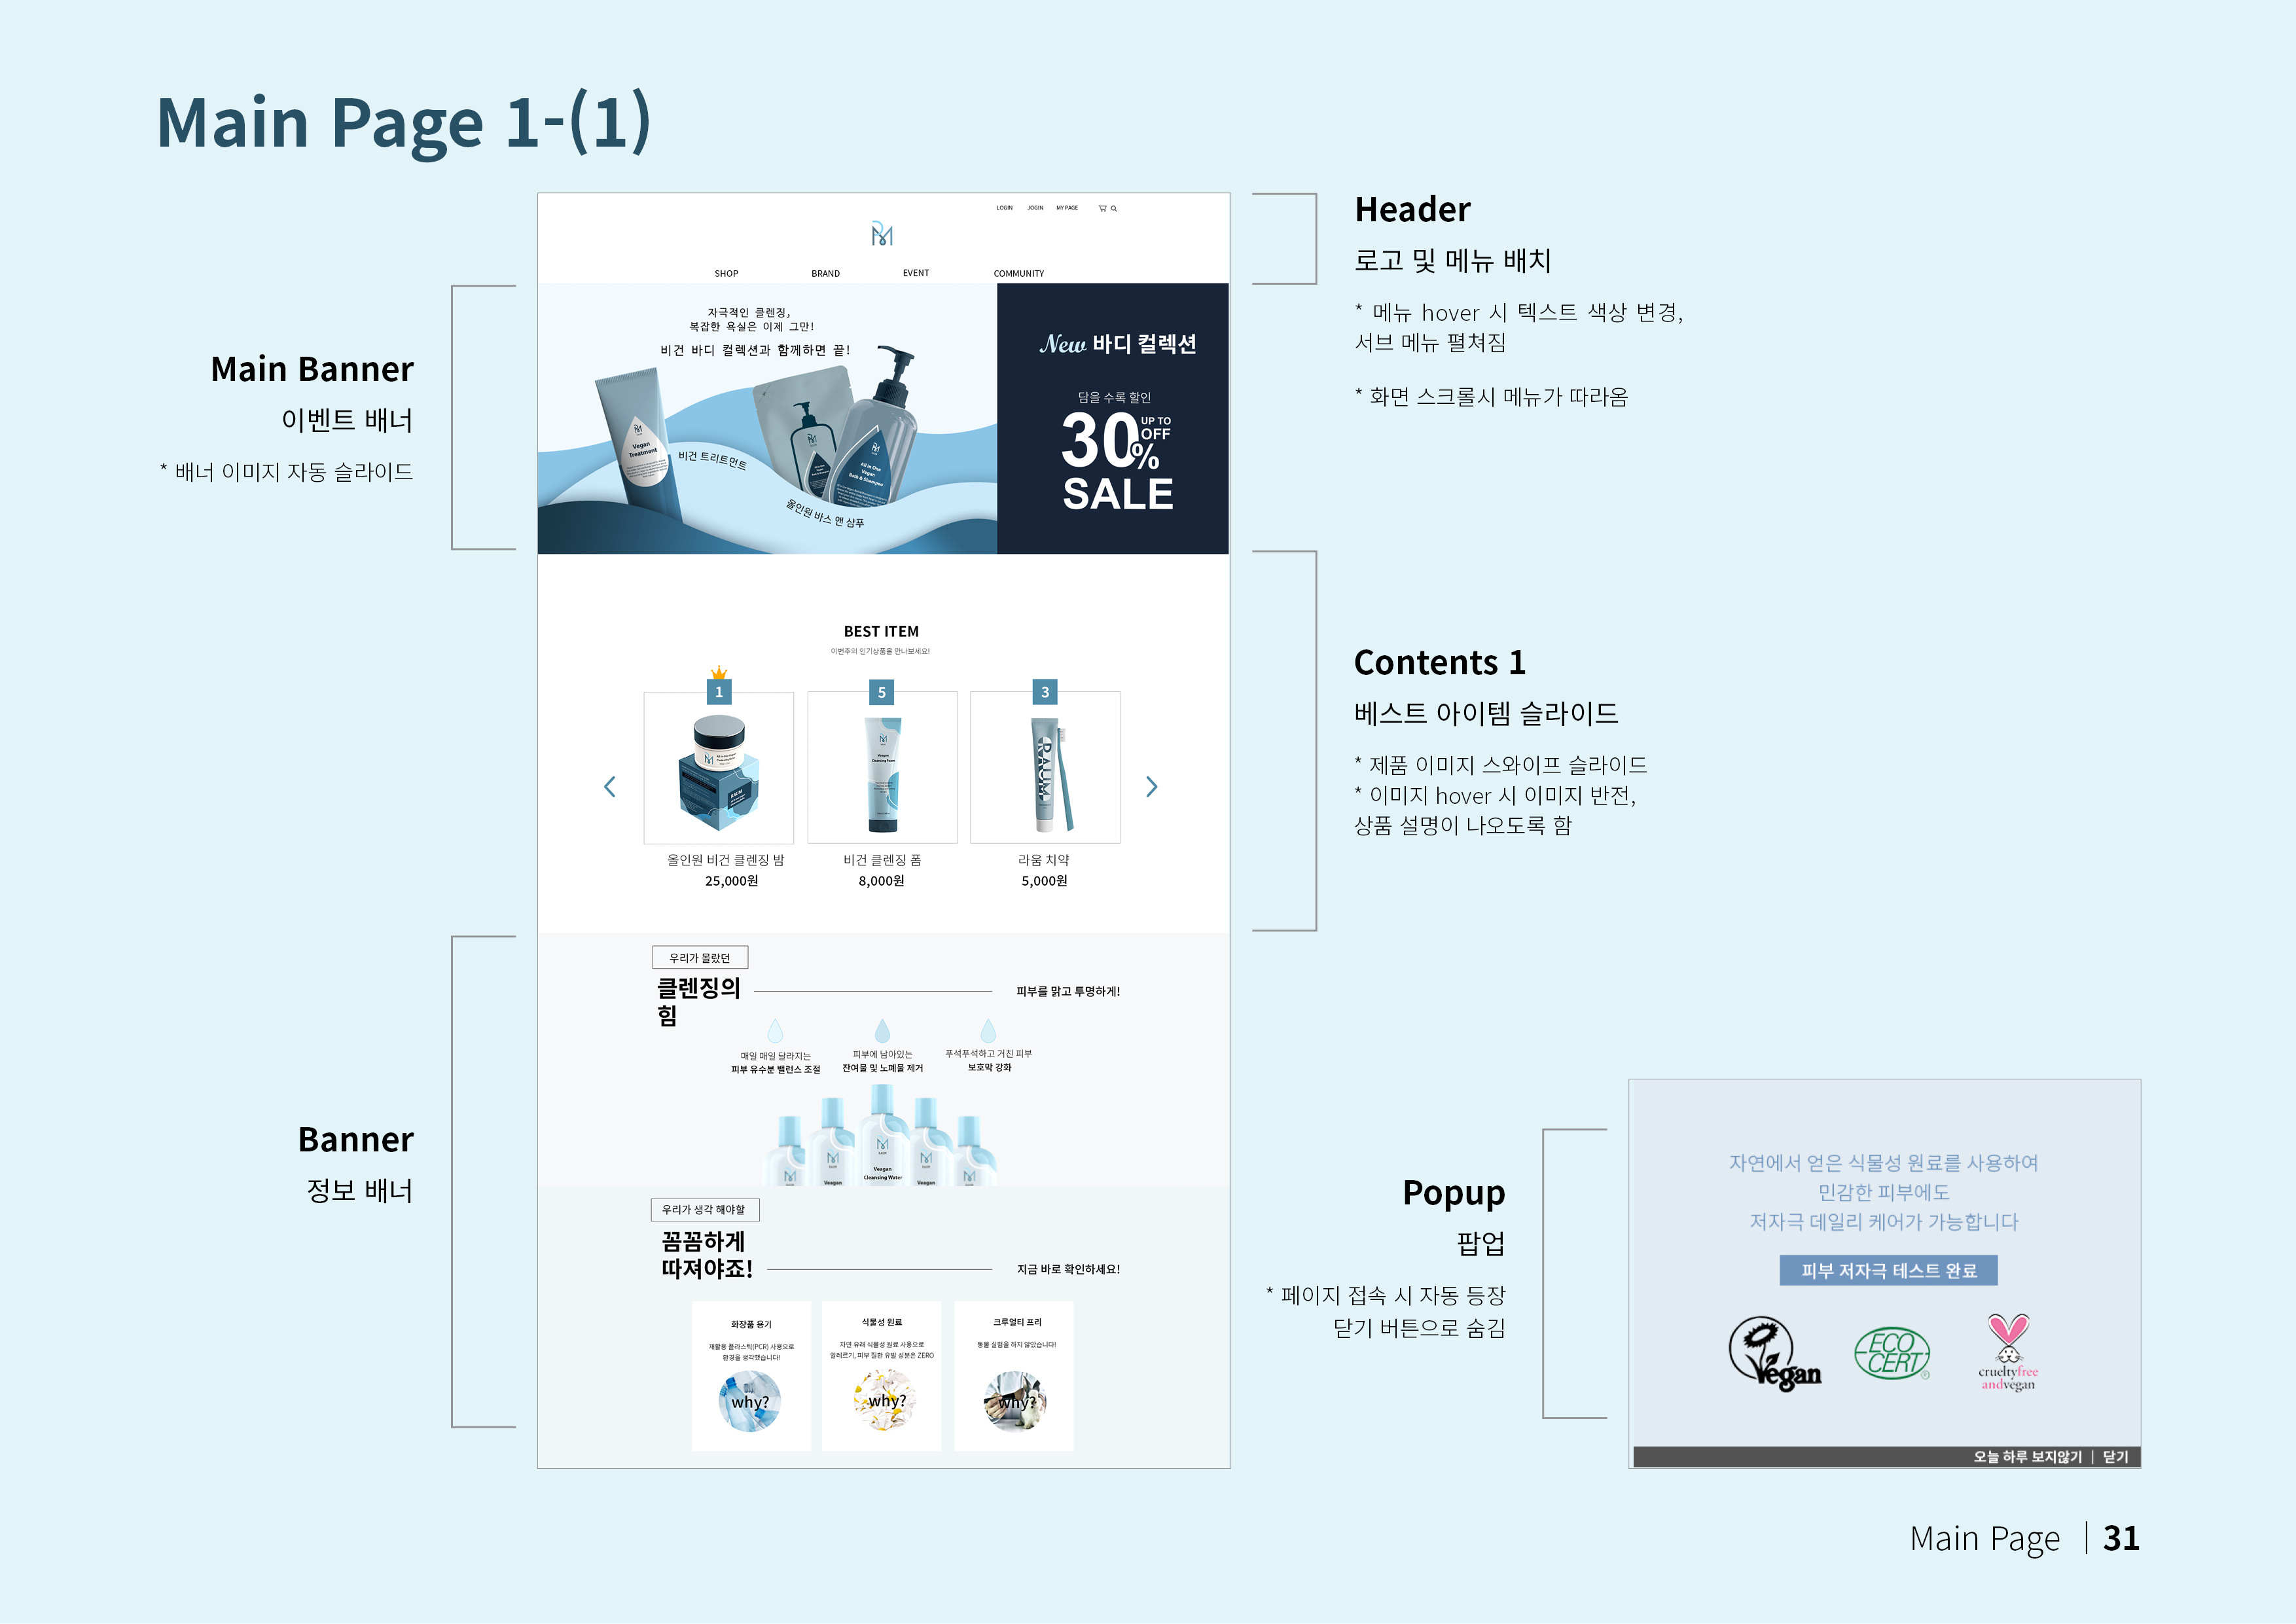 Main Page 1-(1)
LOGIN JOGIN MY PAGE
SHOP BRAND EVENT COMMUNITY
Header
로고 및 메뉴 배치
* 메뉴 hover 시 텍스트 색상 변경,
서브 메뉴 펼쳐짐
* 화면 스크롤시 메뉴가 따라옴
Main Banner
이벤트 배너
* 배너 이미지 자동 슬라이드
자극적인 클렌징,
복잡한 욕실은 이제 그만!
비건 바디 컬렉션과 함께하면 끝!
Vegan
Treatment
비건 트리트먼트
All in One
Vegan
Bath & Shampoo
올인원 바스 앤 샴푸
New 바디 컬렉션
담을 수록 할인
30% UP TO
OFF
SALE
BEST ITEM
이번주의 인기상품을 만나보세요!
1
5
3
Veagan
Cleansing Foam
RAUM
올인원 비건 클렌징 밤
25,000원
비건 클렌징 폼
8,000원
라움 치약
5,000원
Contents 1
베스트 아이템 슬라이드
* 제품 이미지 스와이프 슬라이드
* 이미지 hover 시 이미지 반전,
상품 설명이 나오도록 함
Banner
정보 배너
우리가 몰랐던
클렌징의
힘
피부를 맑고 투명하게!
매일 매일 달라지는
피부 유수분 밸런스 조절
피부에 남아있는
잔여물 및 노폐물 제거
푸석푸석하고 거친 피부
보호막 강화
Veagan
Cleansing Water
Veagan
Veagan
우리가 생각 해야할
꼼꼼하게
따져야죠!
지금 바로 확인하세요!
화장품 용기
재활용 플라스틱(PCR) 사용으로
환경을 생각했습니다!
why?
식물성 원료
자연 유래 식물성 원료 사용으로
알레르기, 피부 질환 유발 성분은 ZERO
why?
크루얼티 프리
동물 실험을 하지 않았습니다!
why?
Popup
팝업
* 페이지 접속 시 자동 등장
닫기 버튼으로 숨김
자연에서 얻은 식물성 원료를 사용하여
민감한 피부에도
저자극 데일리 케어가 가능합니다
피부 저자극 테스트 완료
Vegan
ECO
CERT
®
crueltyfree
andvegan
오늘 하루 보지않기 | 닫기
Main Page | 31